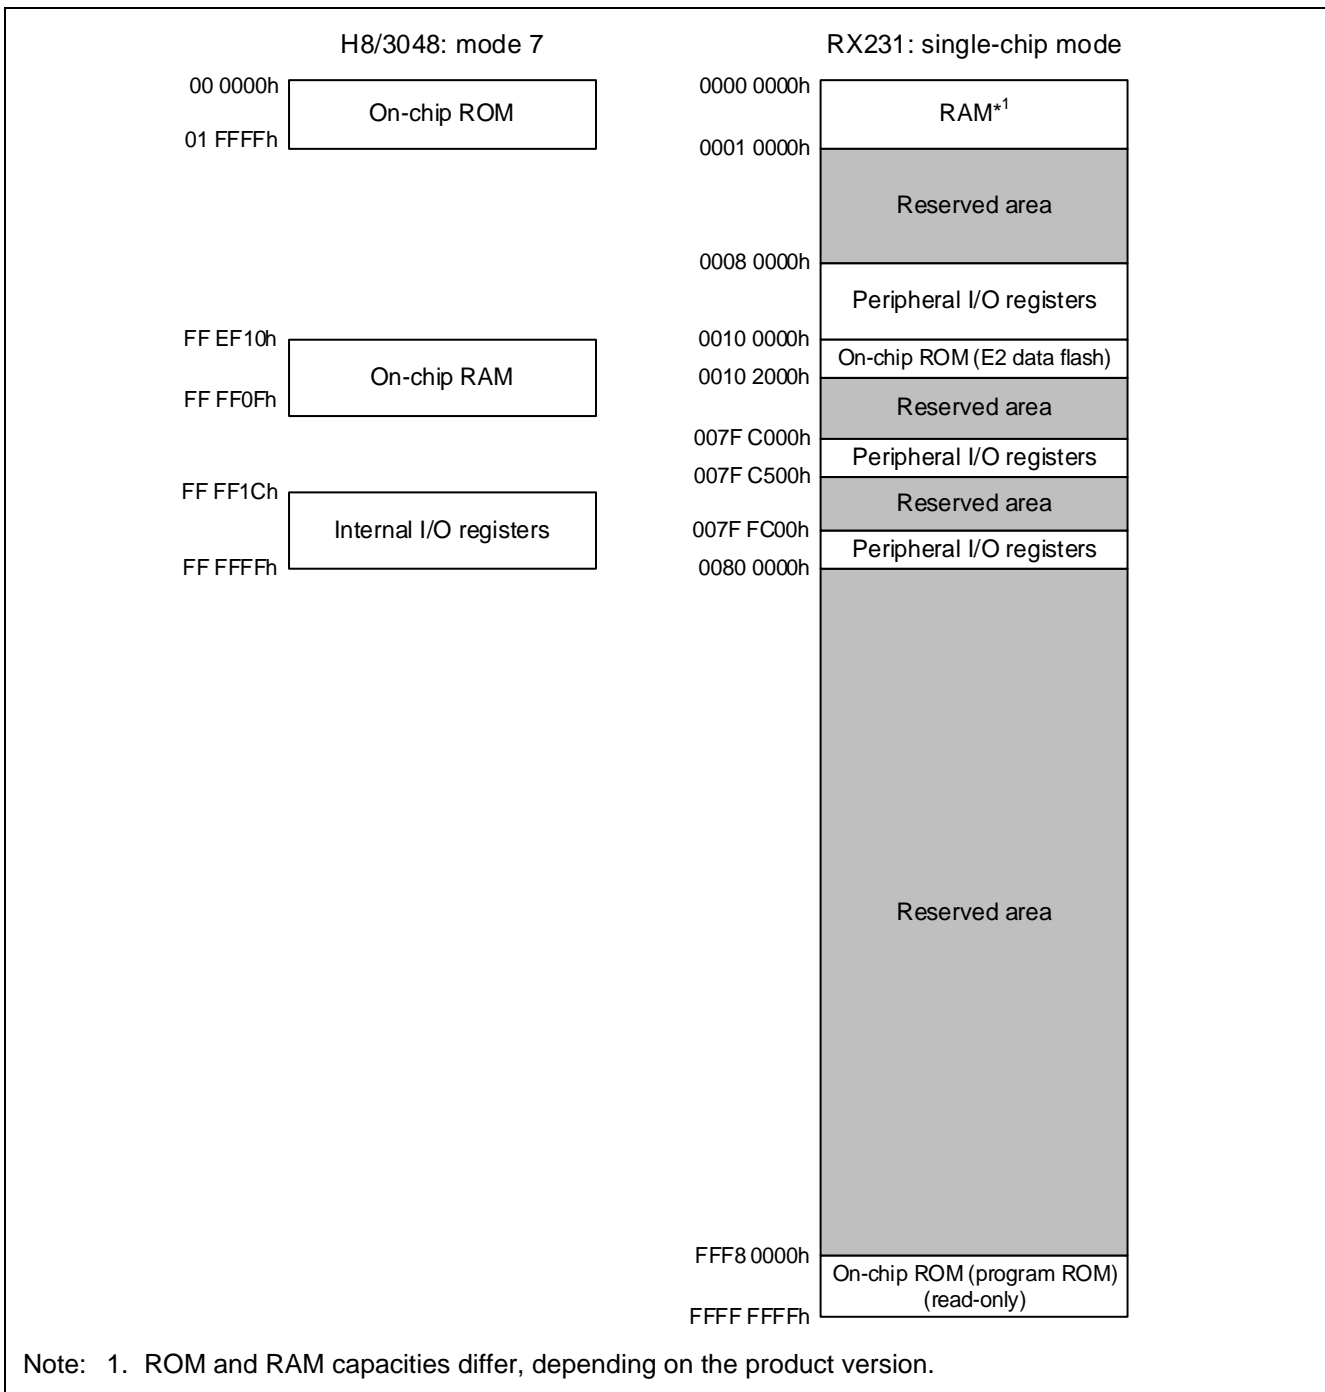 H8/3048: mode 7
00 0000h
On-chip ROM
01 FFFFh
FF EF10h
On-chip RAM
FF FF0Fh
FF FF1Ch
Internal I/O registers
FF FFFFh
RX231: single-chip mode
0000 0000h
RAM*1
0001 0000h
Reserved area
0008 0000h
Peripheral I/O registers
0010 0000h
On-chip ROM (E2 data flash)
0010 2000h
Reserved area
007F C000h
Peripheral I/O registers
007F C500h
Reserved area
007F FC00h
Peripheral I/O registers
0080 0000h
Reserved area
FFF8 0000h
On-chip ROM (program ROM)
(read-only)
FFFF FFFFh
Note: 1. ROM and RAM capacities differ, depending on the product version.